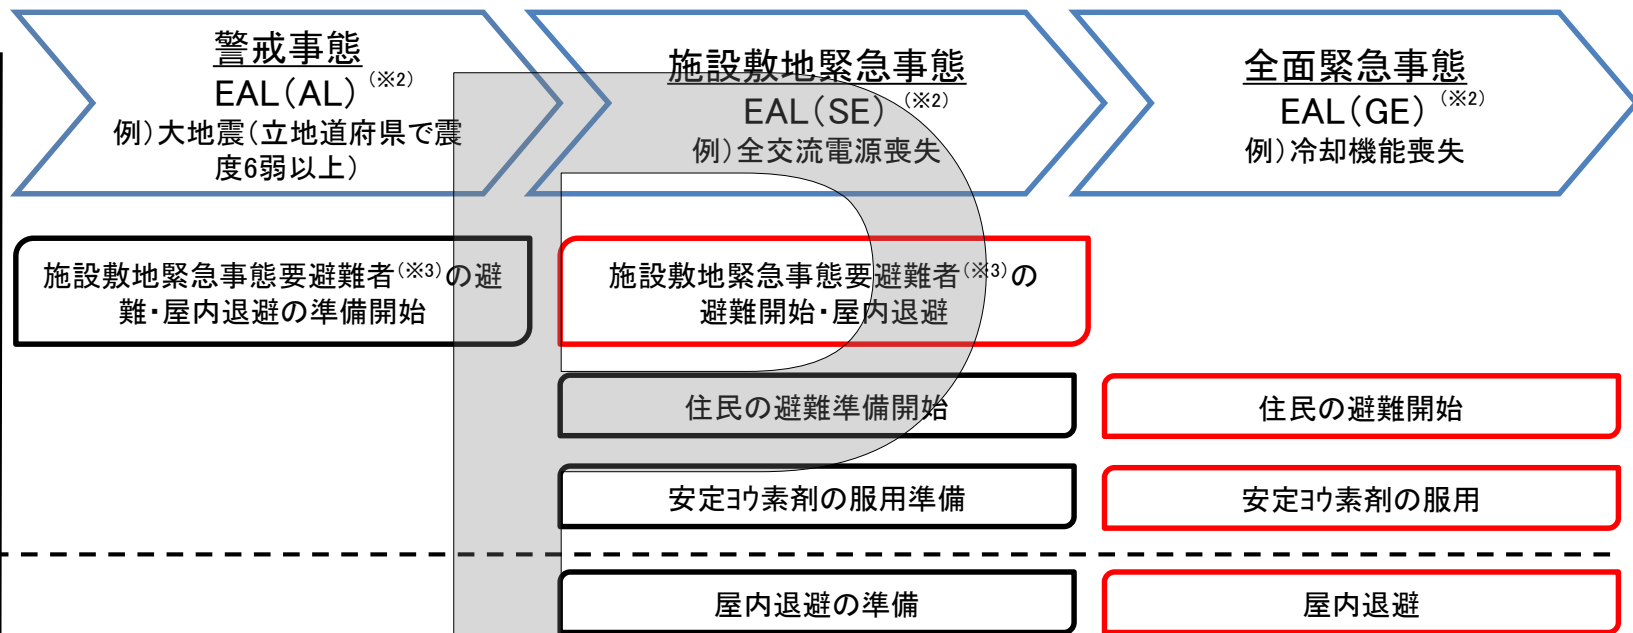 警戒事態
EAL(AL)(※2)
例)大地震(立地道府県で震
度6弱以上)
施設敷地緊急事態
EAL(SE)(※2)
例)全交流電源喪失
全面緊急事態
EAL(GE)(※2)
例)冷却機能喪失
施設敷地緊急事態要避難者(※3)の避
難・屋内退避の準備開始
施設敷地緊急事態要避難者(※3)の
避難開始・屋内退避
住民の避難準備開始
住民の避難開始
安定ヨウ素剤の服用準備
安定ヨウ素剤の服用
屋内退避の準備
屋内退避